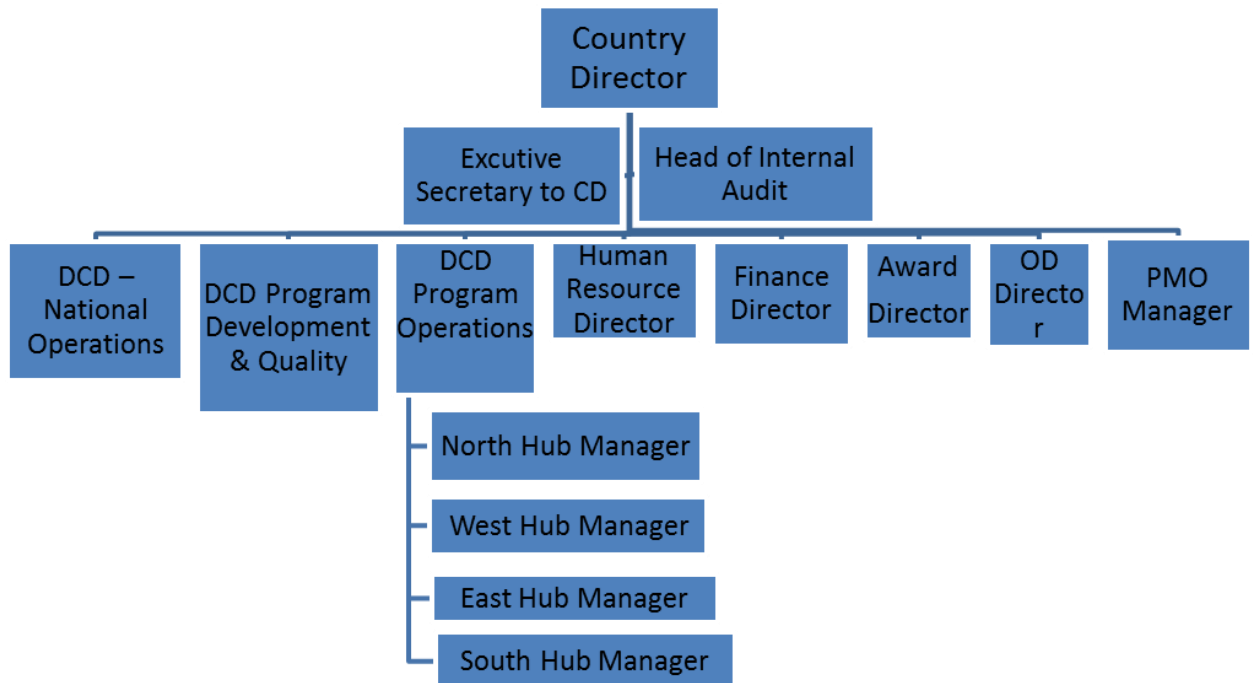 Country
Director
Excutive
Secretary to CD
Head of Internal
Audit
DCD –
National
Operations
DCD Program
Development
& Quality
DCD
Program
Operations
Human
Resource
Director
Finance
Director
Award
Director
OD
Directo
r
PMO
Manager
North Hub Manager
West Hub Manager
East Hub Manager
South Hub Manager